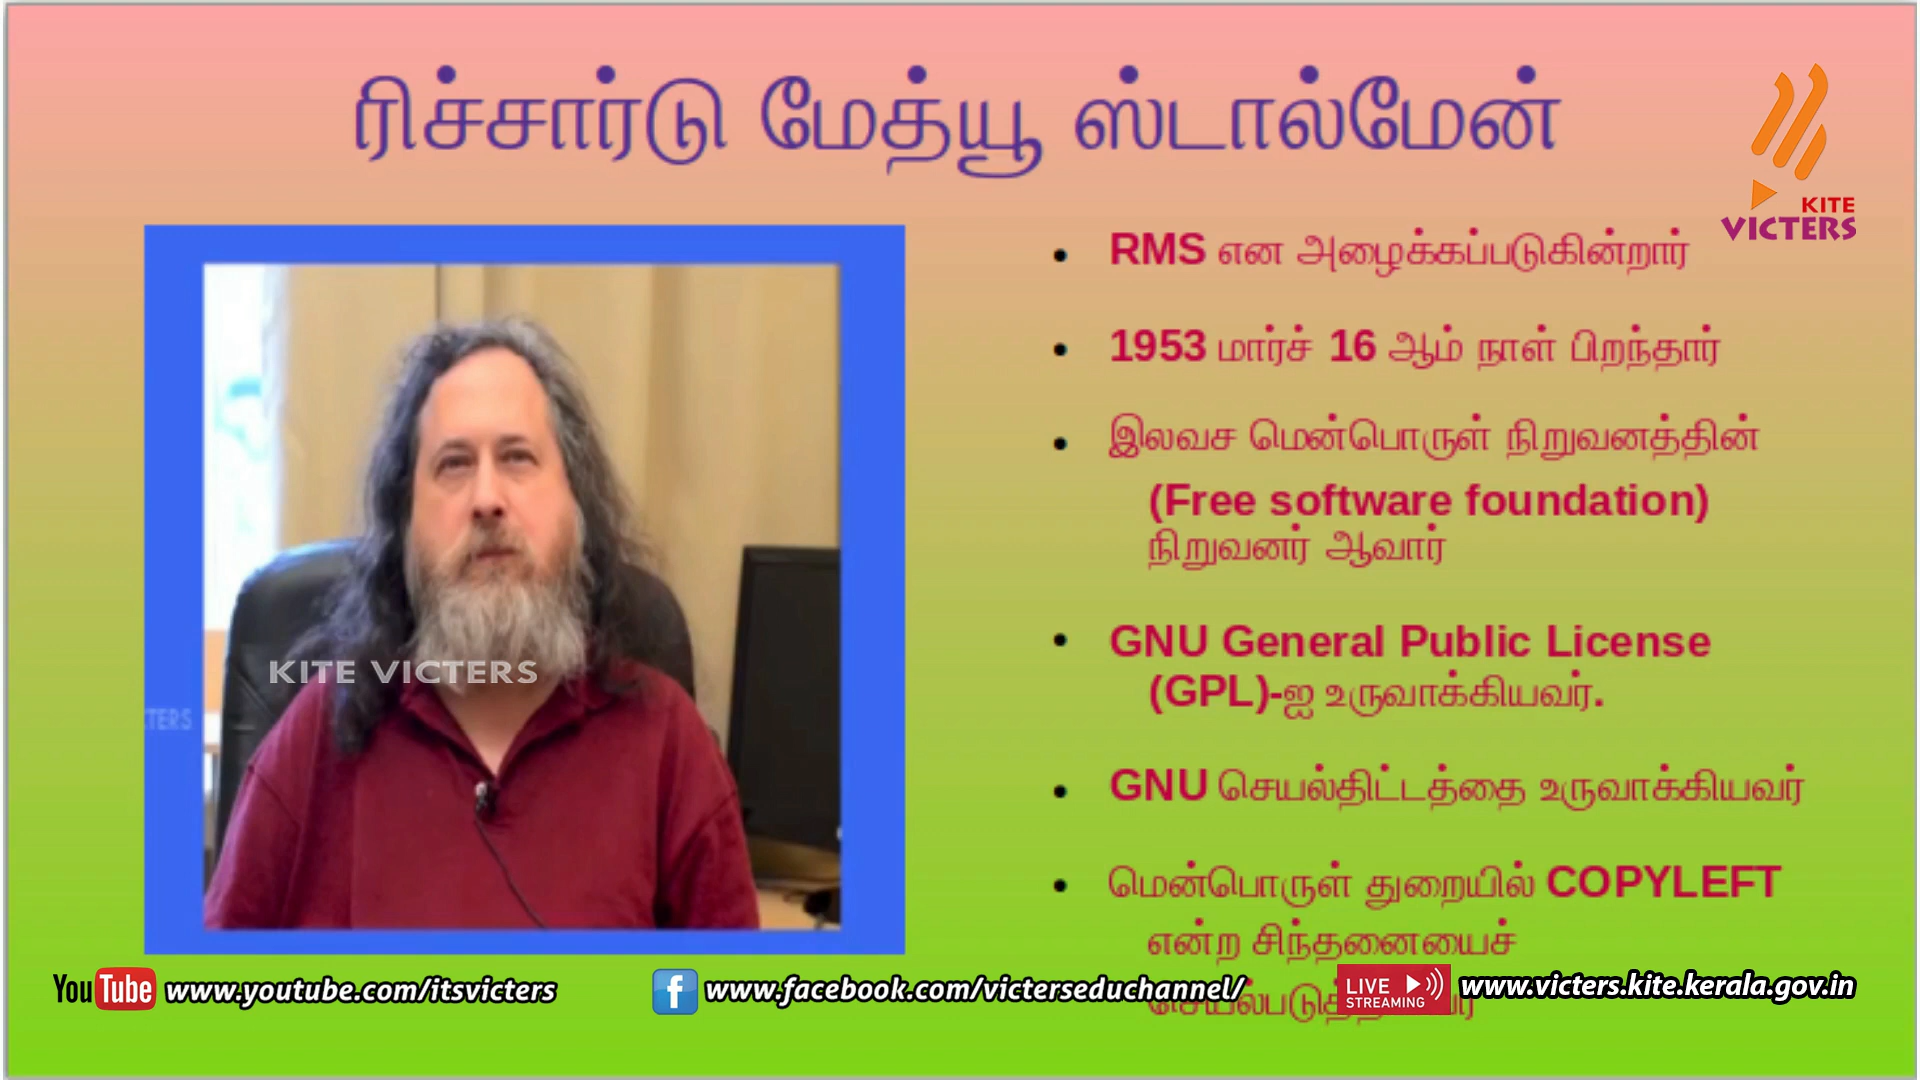 ரிச்சார்டு மேத்யூ ஸ்டால்மேன்
KITE
VICTERS
RMS என அழைக்கப்படுகின்றார்
1953 மார்ச் 16 ஆம் நாள் பிறந்தார்
இலவச மென்பொருள் நிறுவனத்தின்
(Free software foundation)
நிறுவனர் ஆவார்
GNU General Public License
(GPL)-ஐ உருவாக்கியவர்.
GNU செயல்திட்டத்தை உருவாக்கியவர்
மென்பொருள் துறையில் COPYLEFT
என்ற சிந்தனையைச்
KITE VICTERS
TERS
YouTube www.youtube.com/itsvicters
f www.facebook.com/victerseduchannel/
LIVE
STREAMING
www.victers.kite.kerala.gov.in